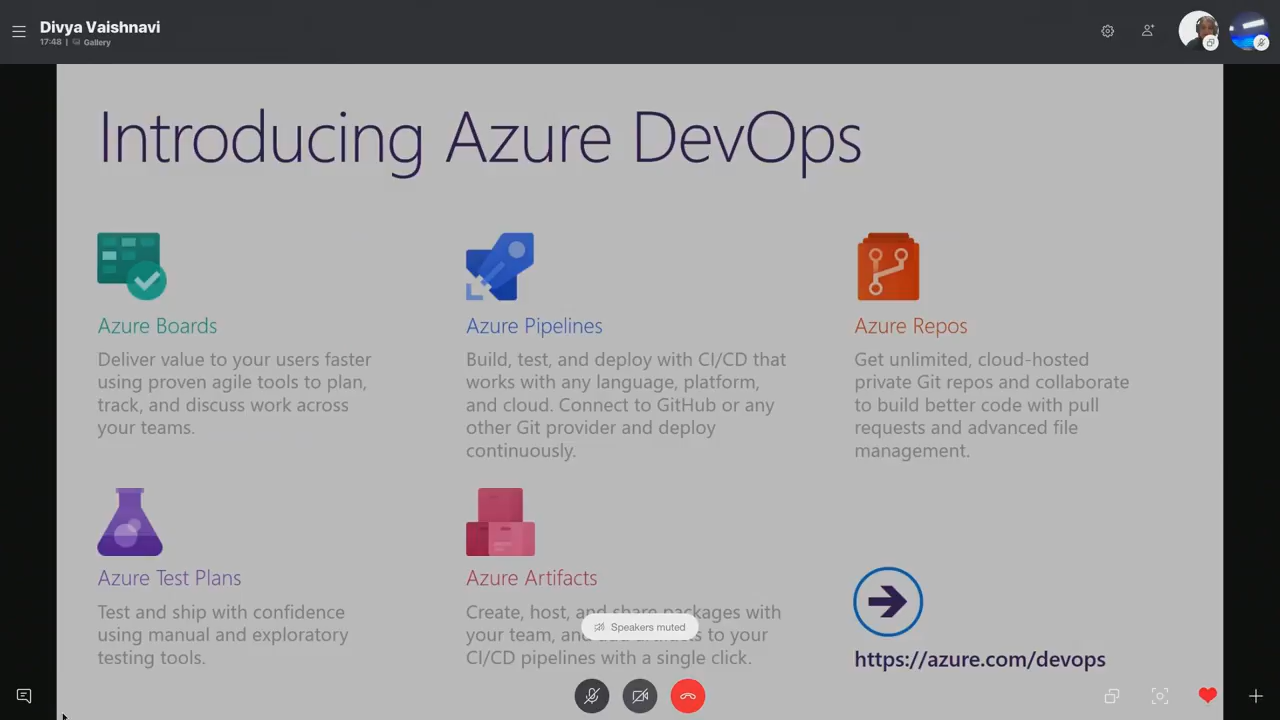 Divya Vaishnavi
17:48 | Gallery
Introducing Azure DevOps
Azure Boards
Deliver value to your users faster
using proven agile tools to plan,
track, and discuss work across
your teams.
Azure Pipelines
Build, test, and deploy with CI/CD that
works with any language, platform,
and cloud. Connect to GitHub or any
other Git provider and deploy
continuously.
Azure Repos
Get unlimited, cloud-hosted
private Git repos and collaborate
to build better code with pull
requests and advanced file
management.
Azure Test Plans
Test and ship with confidence
using manual and exploratory
testing tools.
Azure Artifacts
Create, host, and share packages with
your team, and add artifacts to your
CI/CD pipelines with a single click.
Speakers muted
https://azure.com/devops